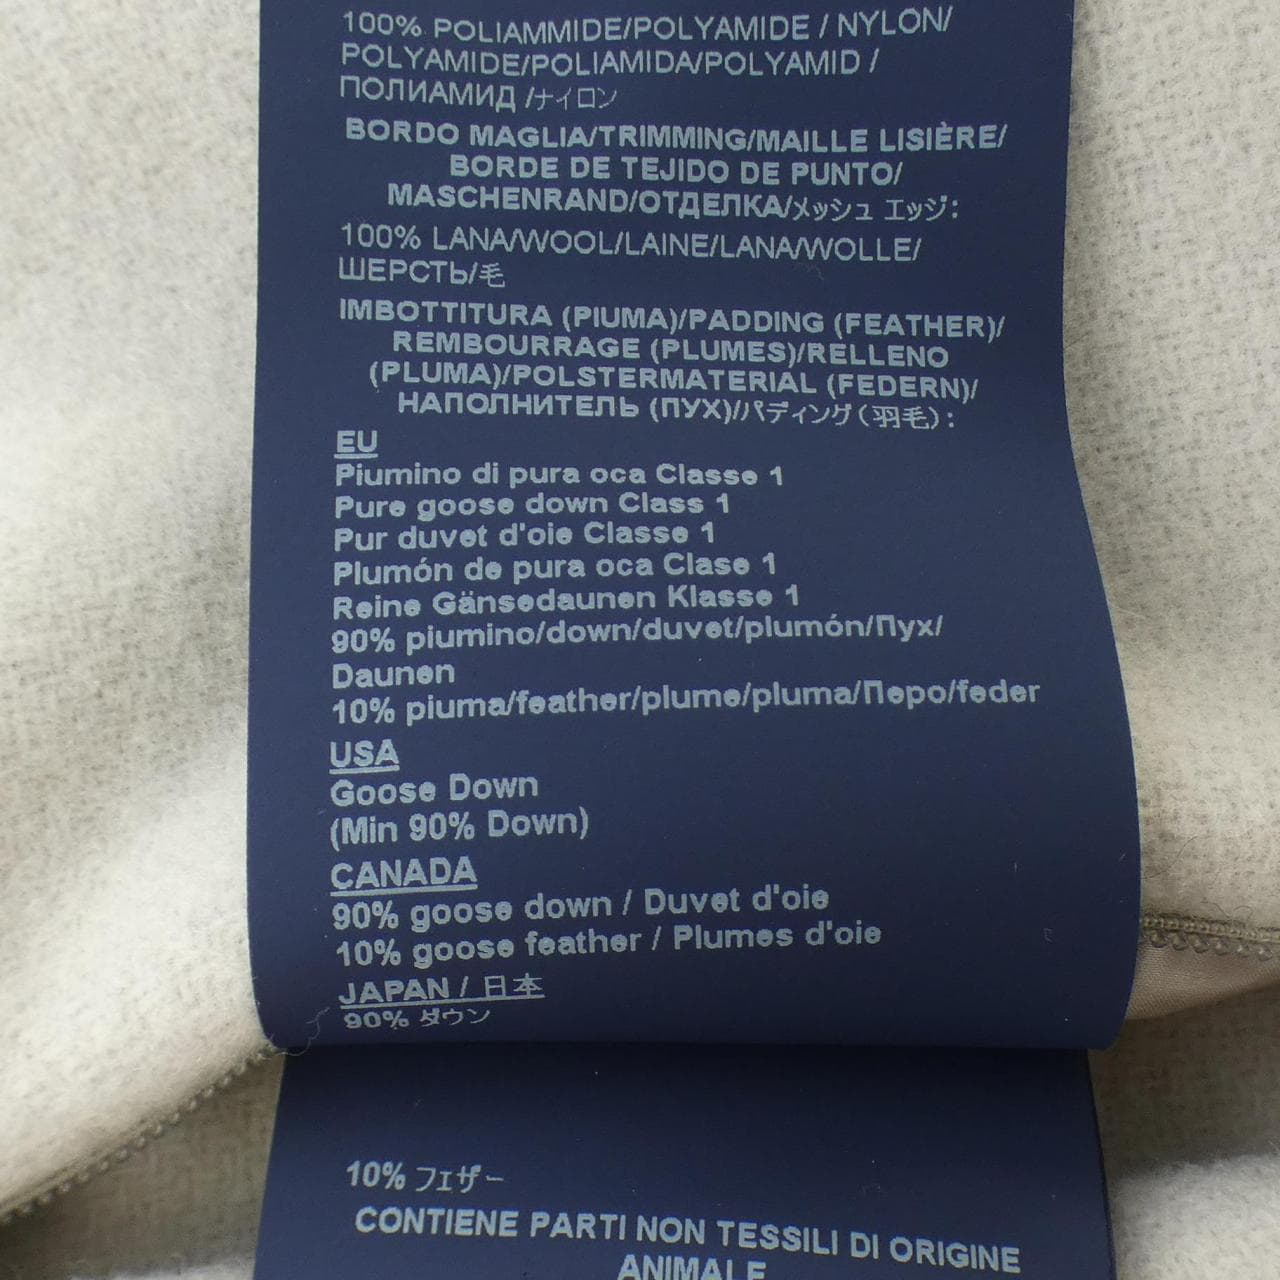 100% POLIAMMIDE/POLYAMIDE / NYLON/
POLYAMIDE/POLIAMIDA/POLYAMID /
ПОЛИАМИД /ナイロン
BORDO MAGLIA/TRIMMING/MAILLE LISIÈRE/
BORDE DE TEJIDO DE PUNTO/
MASCHENRAND/ОТДЕЛКА/メッシュ エッジ:
100% LANA/WOOL/LAINE/LANA/WOLLE/
ШЕРСТЬ/毛
IMBOTTITURA (PIUMA)/PADDING (FEATHER)/
REMBOURRAGE (PLUMES)/RELLENO
(PLUMA)/POLSTERMATERIAL (FEDERN)/
НАПОЛНИТЕЛЬ (ПУХ)/パディング(羽毛):
EU
Piumino di pura oca Classe 1
Pure goose down Class 1
Pur duvet d'oie Classe 1
Plumón de pura oca Clase 1
Reine Gänsedaunen Klasse 1
90% piumino/down/duvet/plumón/Пух/
Daunen
10% piuma/feather/plume/pluma/Перо/feder
USA
Goose Down
(Min 90% Down)
CANADA
90% goose down / Duvet d'oie
10% goose feather / Plumes d'oie
JAPAN / 日本
90% ダウン
10% フェザー
CONTIENE PARTI NON TESSILI DI ORIGINE
ANIMALE